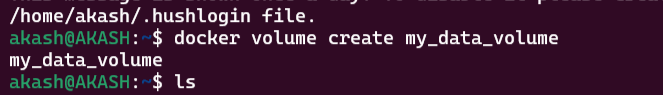 /home/akash/.hushlogin file.
akash@AKASH:~$ docker volume create my_data_volume
my_data_volume
akash@AKASH:~$ ls